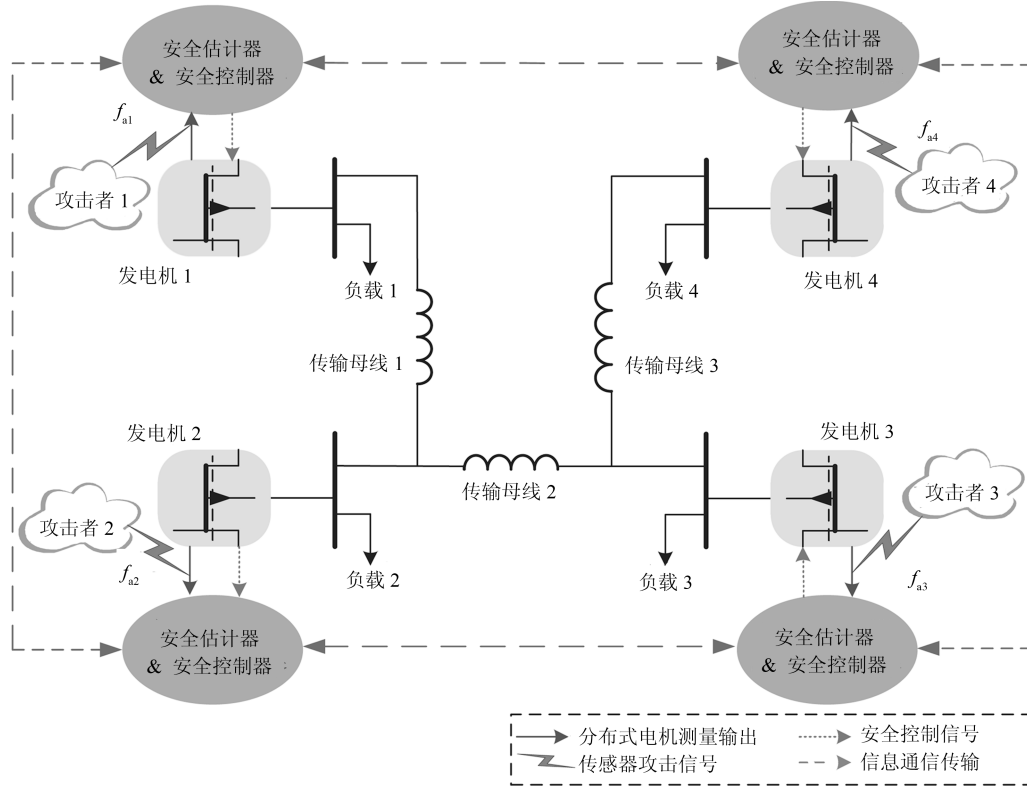 安全估计器
& 安全控制器
安全估计器
& 安全控制器
fa1
fa4
攻击者 1
攻击者 4
发电机 1
发电机 4
负载 1
负载 4
传输母线 1
传输母线 3
发电机 2
发电机 3
传输母线 2
攻击者 2
攻击者 3
fa2
负载 2
负载 3
fa3
安全估计器
& 安全控制器
安全估计器
& 安全控制器
分布式电机测量输出
安全控制信号
传感器攻击信号
信息通信传输